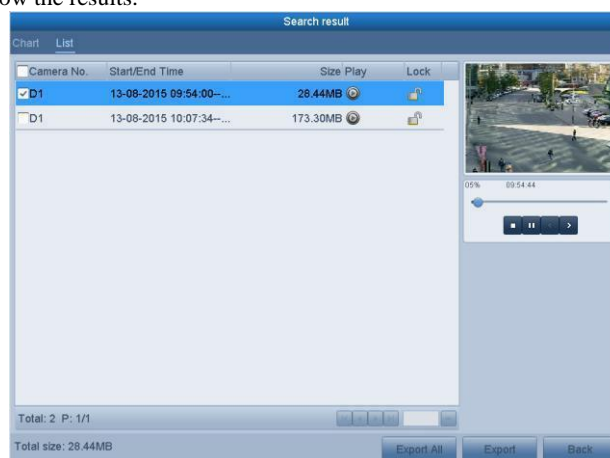 ow the results.
Search result
Chart List
Camera No. Start/End Time Size Play Lock
D1 13-08-2015 09:54:00--... 28.44MB
D1 13-08-2015 10:07:34--... 173.30MB
05% 09:54:44
Total: 2 P: 1/1
Total size: 28.44MB
Export All Export Back